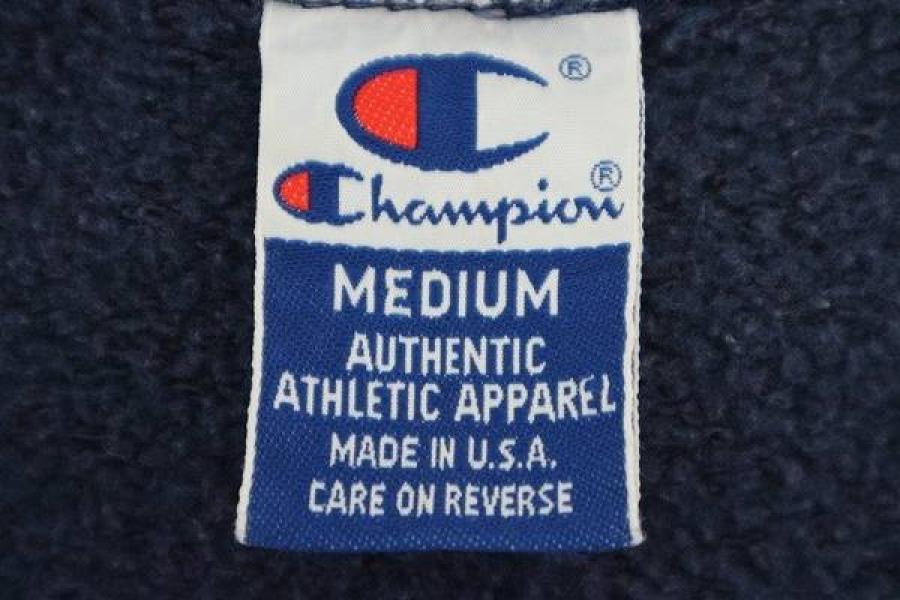 ®
Champion®
MEDIUM
AUTHENTIC
ATHLETIC APPAREL
MADE IN U.S.A.
CARE ON REVERSE